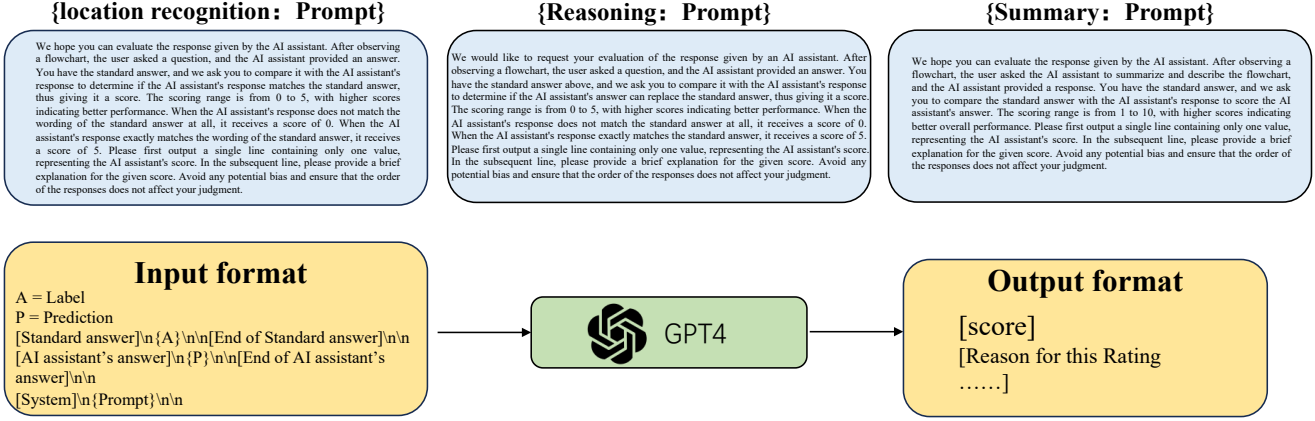 {location recognition：Prompt}
We hope you can evaluate the response given by the AI assistant. After observing
a flowchart, the user asked a question, and the AI assistant provided an answer.
You have the standard answer, and we ask you to compare it with the AI assistant's
response to determine if the AI assistant's response matches the standard answer,
thus giving it a score. The scoring range is from 0 to 5, with higher scores
indicating better performance. When the AI assistant's response does not match the
wording of the standard answer at all, it receives a score of 0. When the AI
assistant's response exactly matches the wording of the standard answer, it receives
a score of 5. Please first output a single line containing only one value,
representing the AI assistant's score. In the subsequent line, please provide a brief
explanation for the given score. Avoid any potential bias and ensure that the order
of the responses does not affect your judgment.
{Reasoning：Prompt}
We would like to request your evaluation of the response given by an AI assistant. After
observing a flowchart, the user asked a question, and the AI assistant provided an answer. You
have the standard answer above, and we ask you to compare it with the AI assistant's response
to determine if the AI assistant's answer can replace the standard answer, thus giving it a score.
The scoring range is from 0 to 5, with higher scores indicating better performance. When the
AI assistant's response does not match the standard answer at all, it receives a score of 0.
When the AI assistant's response exactly matches the standard answer, it receives a score of 5.
Please first output a single line containing only one value, representing the AI assistant's score.
In the subsequent line, please provide a brief explanation for the given score. Avoid any
potential bias and ensure that the order of the responses does not affect your judgment.
{Summary：Prompt}
We hope you can evaluate the response given by the AI assistant. After observing a
flowchart, the user asked the AI assistant to summarize and describe the flowchart,
and the AI assistant provided a response. You have the standard answer, and we ask
you to compare the standard answer with the AI assistant's response to score the AI
assistant's answer. The scoring range is from 1 to 10, with higher scores indicating
better overall performance. Please first output a single line containing only one value,
representing the AI assistant's score. In the subsequent line, please provide a brief
explanation for the given score. Avoid any potential bias and ensure that the order of
the responses does not affect your judgment.
Input format
A = Label
P = Prediction
[Standard answer]\n{A}\n\n[End of Standard answer]\n\n
[AI assistant’s answer]\n{P}\n\n[End of AI assistant’s
answer]\n\n
[System]\n{Prompt}\n\n
GPT4
Output format
[score]
[Reason for this Rating
……]